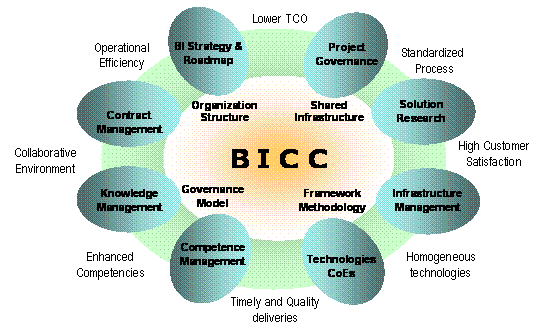 Lower TCO
Operational
Efficiency
BI Strategy &
Roadmap
Project
Governance
Standardized
Process
Contract
Management
Organization
Structure
Shared
Infrastructure
Solution
Research
Collaborative
Environment
BICC
High Customer
Satisfaction
Knowledge
Management
Governance
Model
Framework
Methodology
Infrastructure
Management
Enhanced
Competencies
Competence
Management
Technologies
CoEs
Homogeneous
technologies
Timely and Quality
deliveries